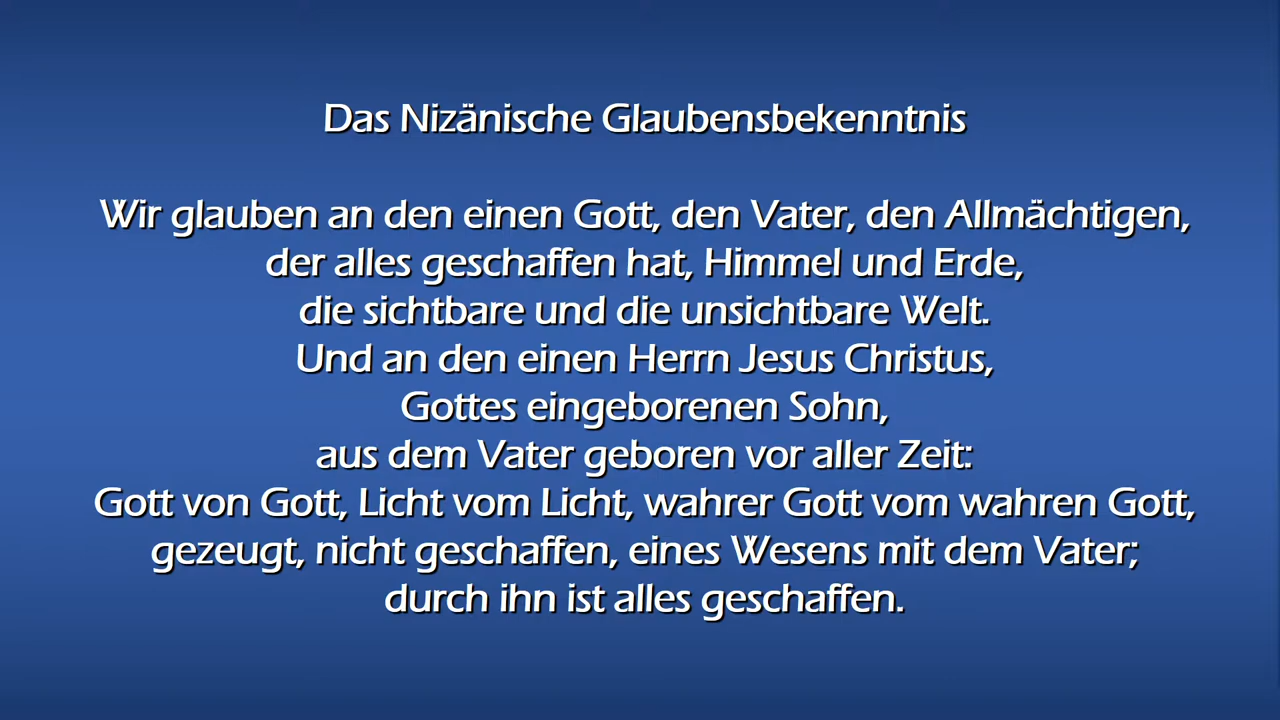 Das Nizänische Glaubensbekenntnis
Wir glauben an den einen Gott, den Vater, den Allmächtigen,
der alles geschaffen hat, Himmel und Erde,
die sichtbare und die unsichtbare Welt.
Und an den einen Herrn Jesus Christus,
Gottes eingeborenen Sohn,
aus dem Vater geboren vor aller Zeit:
Gott von Gott, Licht vom Licht, wahrer Gott vom wahren Gott,
gezeugt, nicht geschaffen, eines Wesens mit dem Vater;
durch ihn ist alles geschaffen.